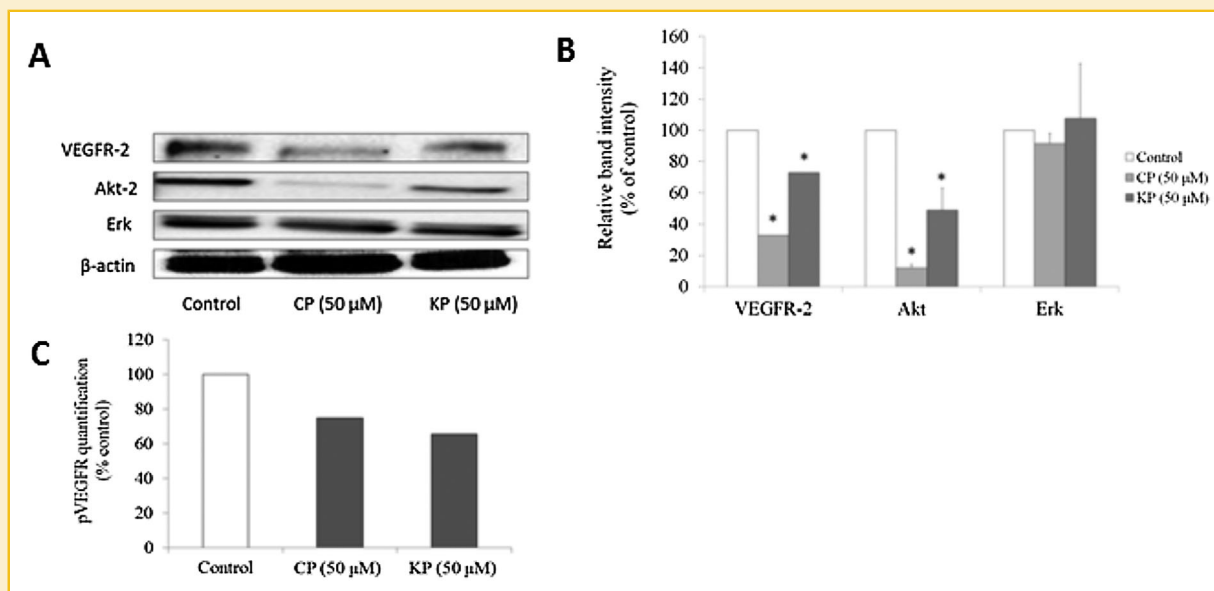 A
VEGFR-2
Akt-2
Erk
β-actin
Control CP (50 μM) KP (50 μM)
B
Relative band intensity
(% of control)
160
140
120
100
80
60
40
20
0
* * * *
VEGFR-2 Akt Erk
Control
CP (50 μM)
KP (50 μM)
C
pVEGFR quantification
(% control)
120
100
80
60
40
20
0
Control CP (50 μM) KP (50 μM)